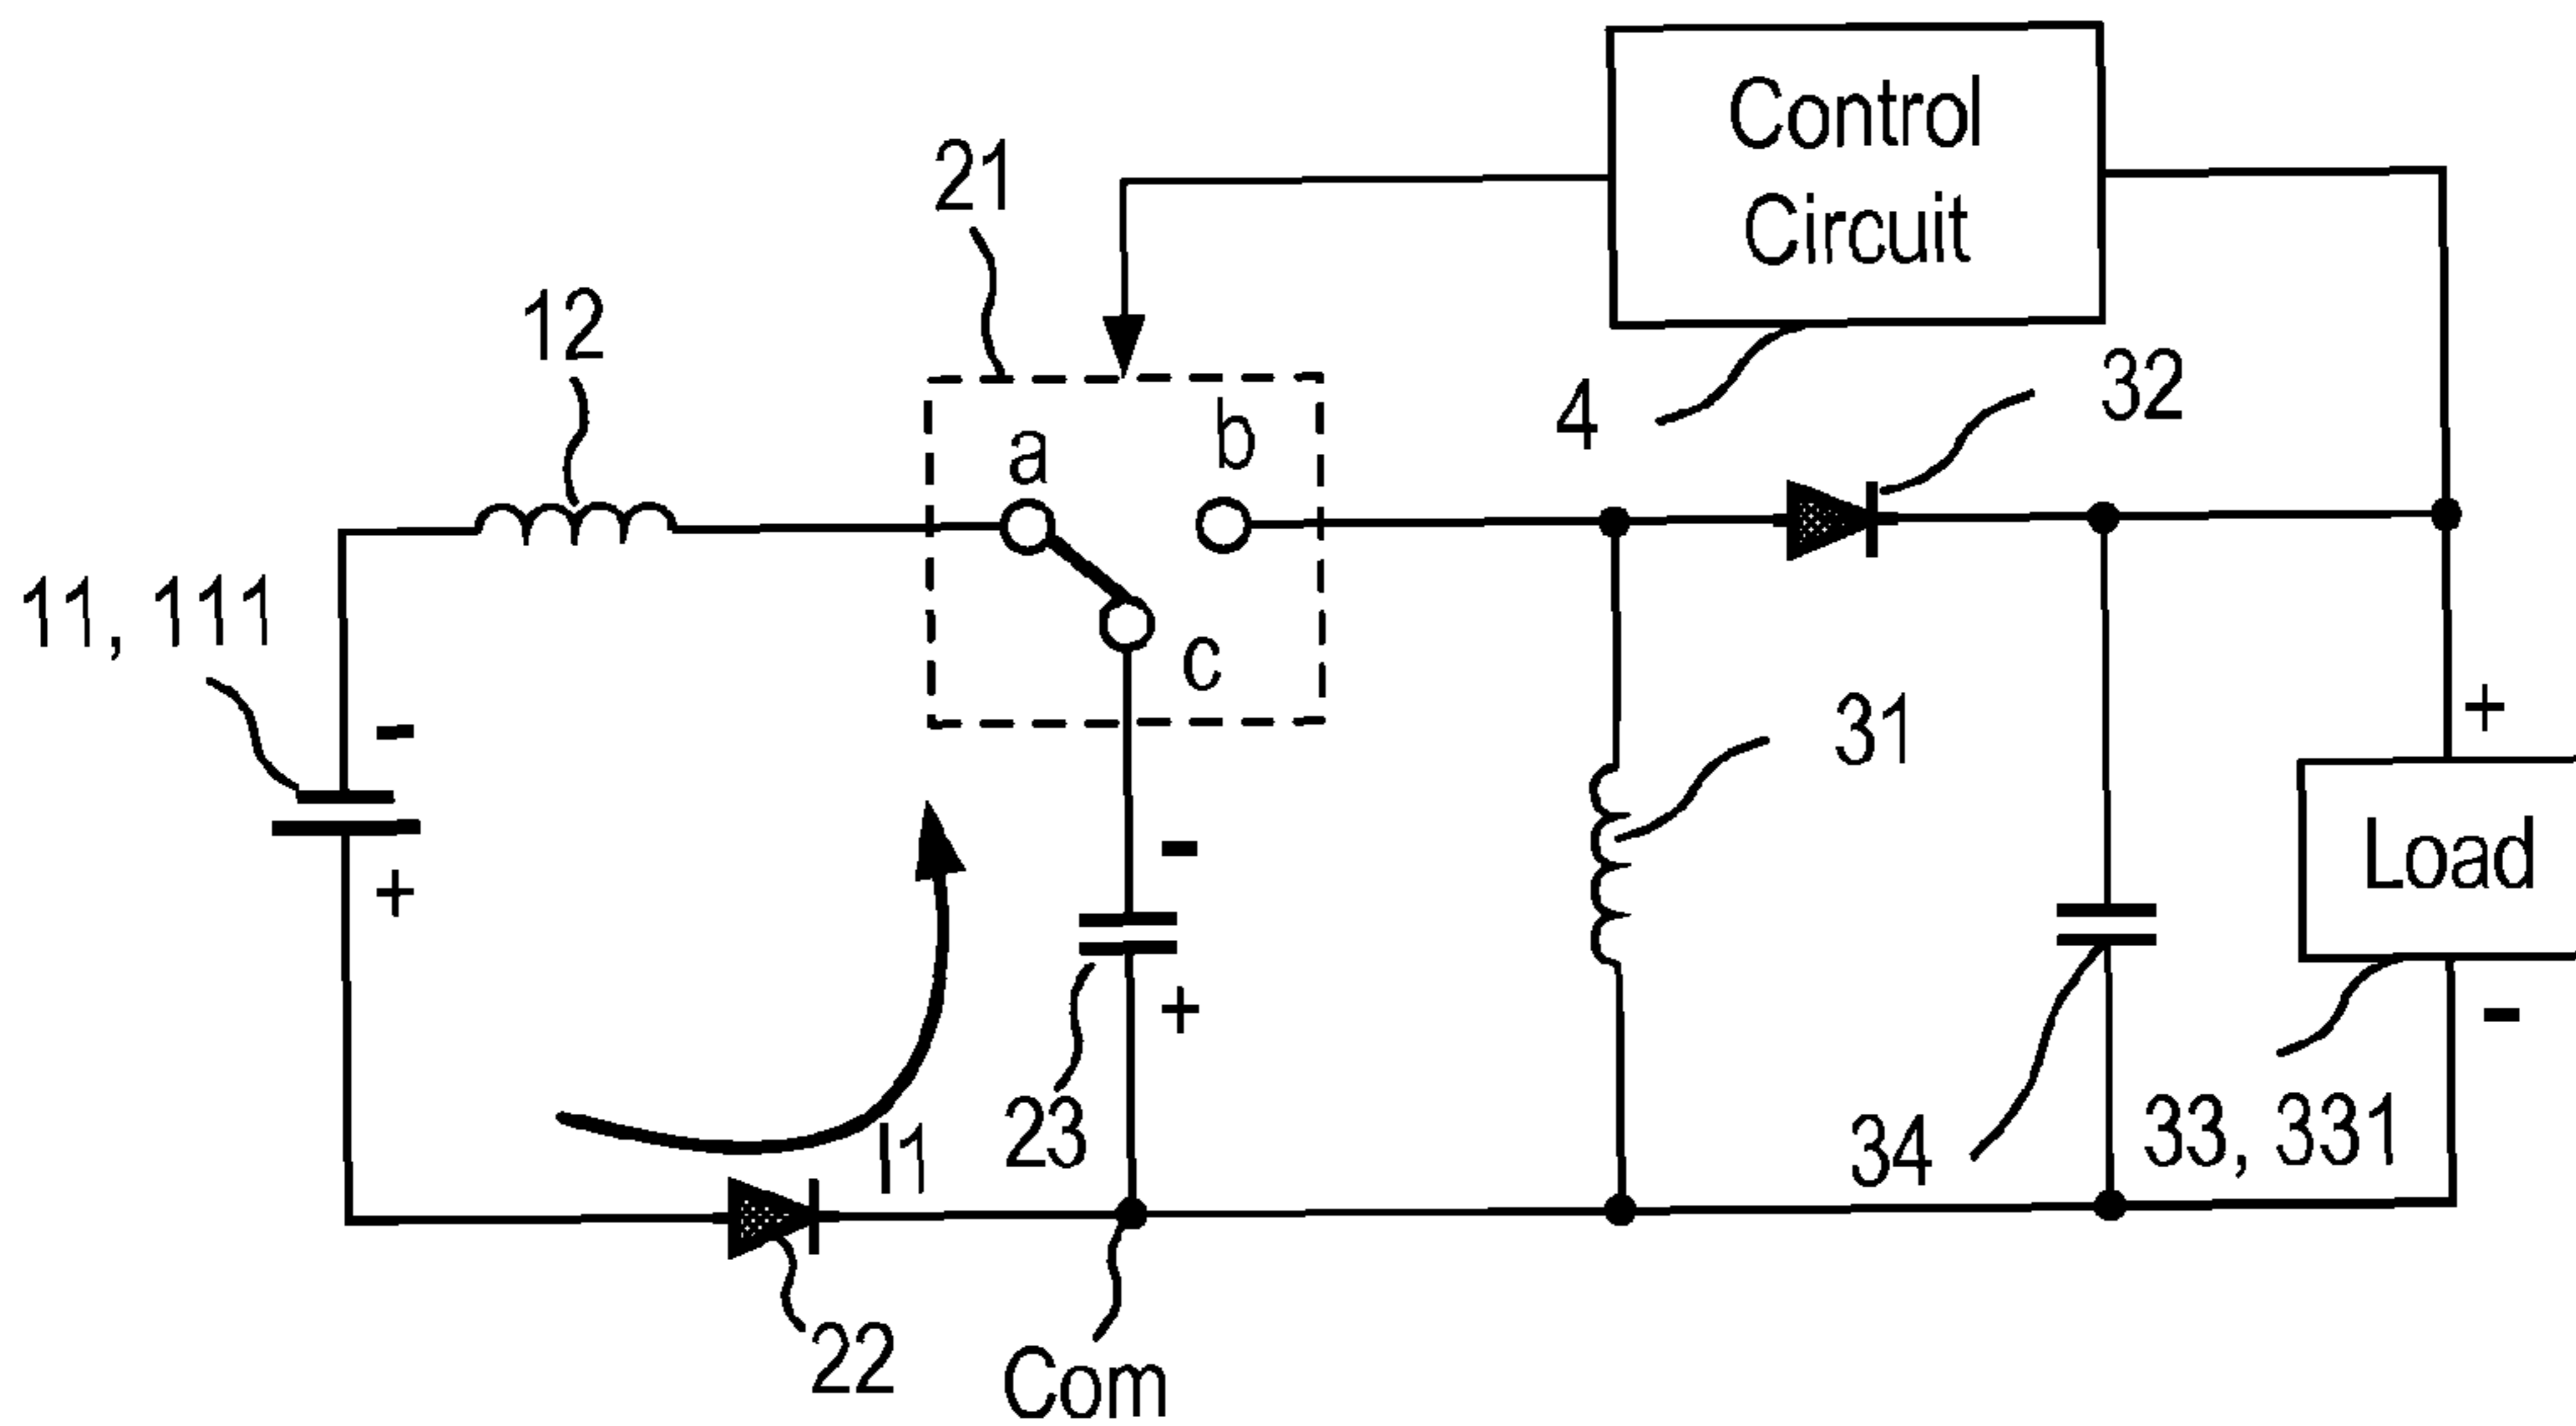 Control
Circuit
21
12
4
32
a
b
11, 111
c
-
31
+
-
+
Load
+
-
23
I1
34
33, 331
22
Com